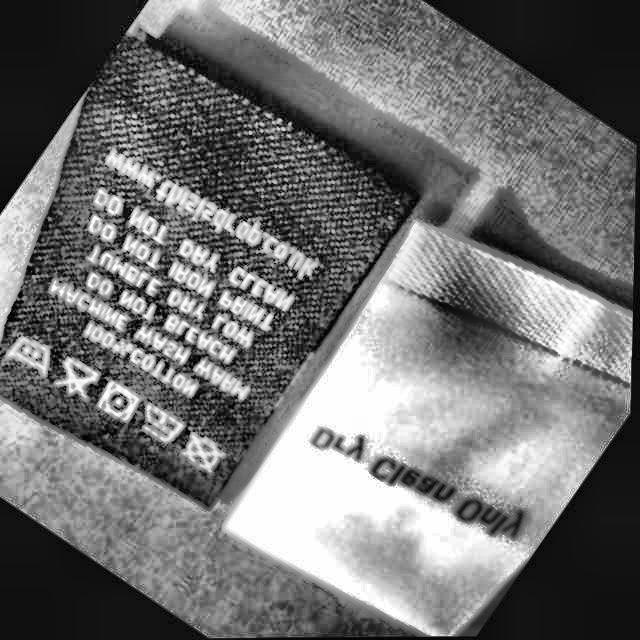 100% COTTON
MACHINE WASH WARM
DO NOT BLEACH
TUMBLE DRY LOW
DO NOT IRON PRINT
DO NOT DRY CLEAN
Dry Clean Only